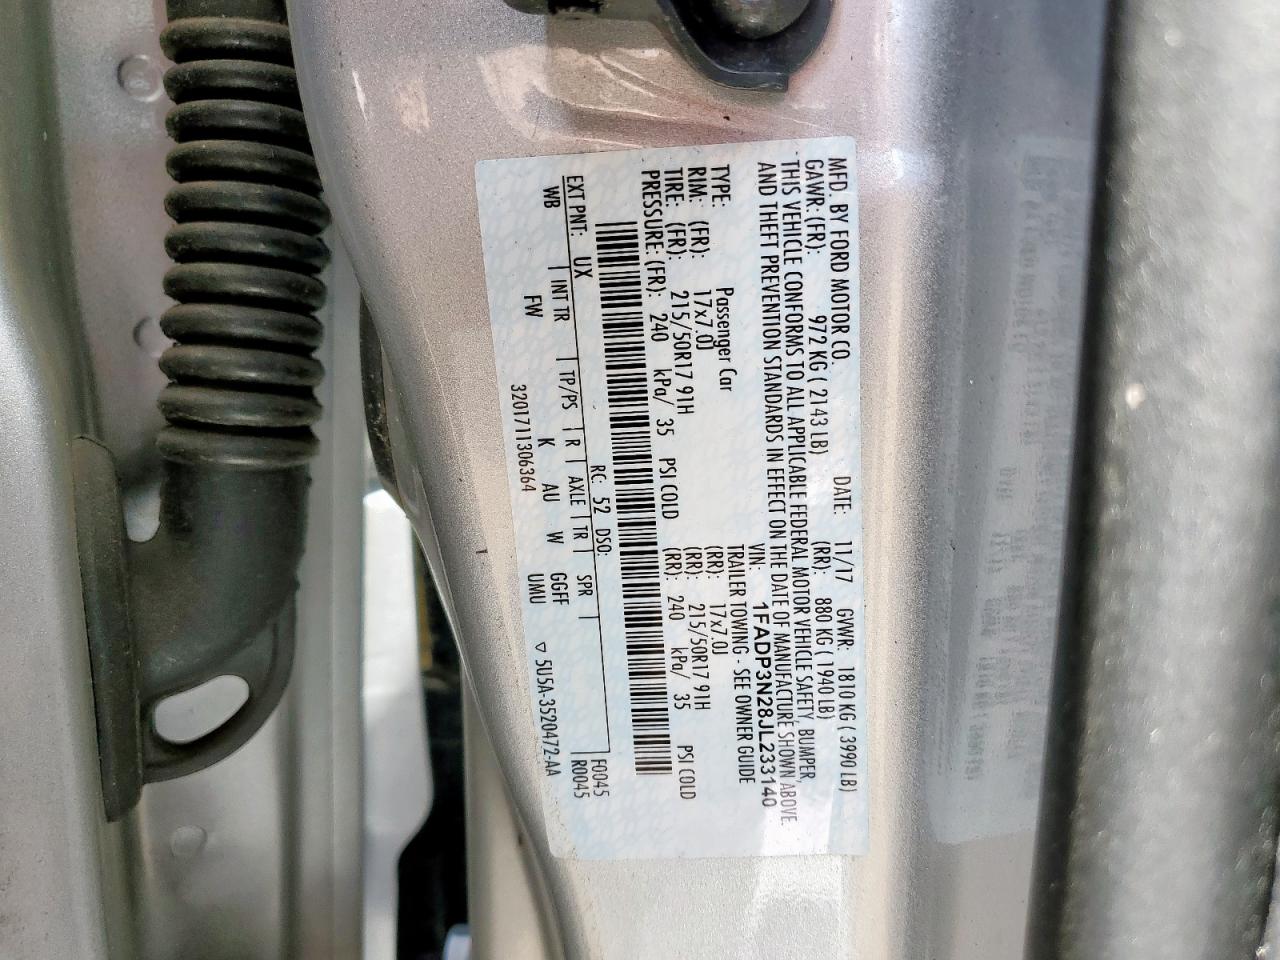 MFD. BY FORD MOTOR CO. DATE: 11/17 GVWR: 1810 KG ( 3990 LB)
GAWR: (FR): 972 KG ( 2143 LB) (RR): 880 KG ( 1940 LB)
THIS VEHICLE CONFORMS TO ALL APPLICABLE FEDERAL MOTOR VEHICLE SAFETY, BUMPER,
AND THEFT PREVENTION STANDARDS IN EFFECT ON THE DATE OF MANUFACTURE SHOWN ABOVE.
VIN: 1FADP3N28JL233140
TYPE: Passenger Car TRAILER TOWING - SEE OWNER GUIDE
RIM: (FR): 17x7.0J (RR): 17x7.0J
TIRE: (FR): 215/50R17 91H (RR): 215/50R17 91H
PRESSURE: (FR): 240 kPa/ 35 PSI COLD (RR): 240 kPa/ 35 PSI COLD
RC: 52 DSO: F0045
EXT PNT: UX R0045
INT TR TP/PS R AXLE TR SPR
WB FW K AU W GGFF
3201711306364 UMU ▽ 5U5A-3520472-AA